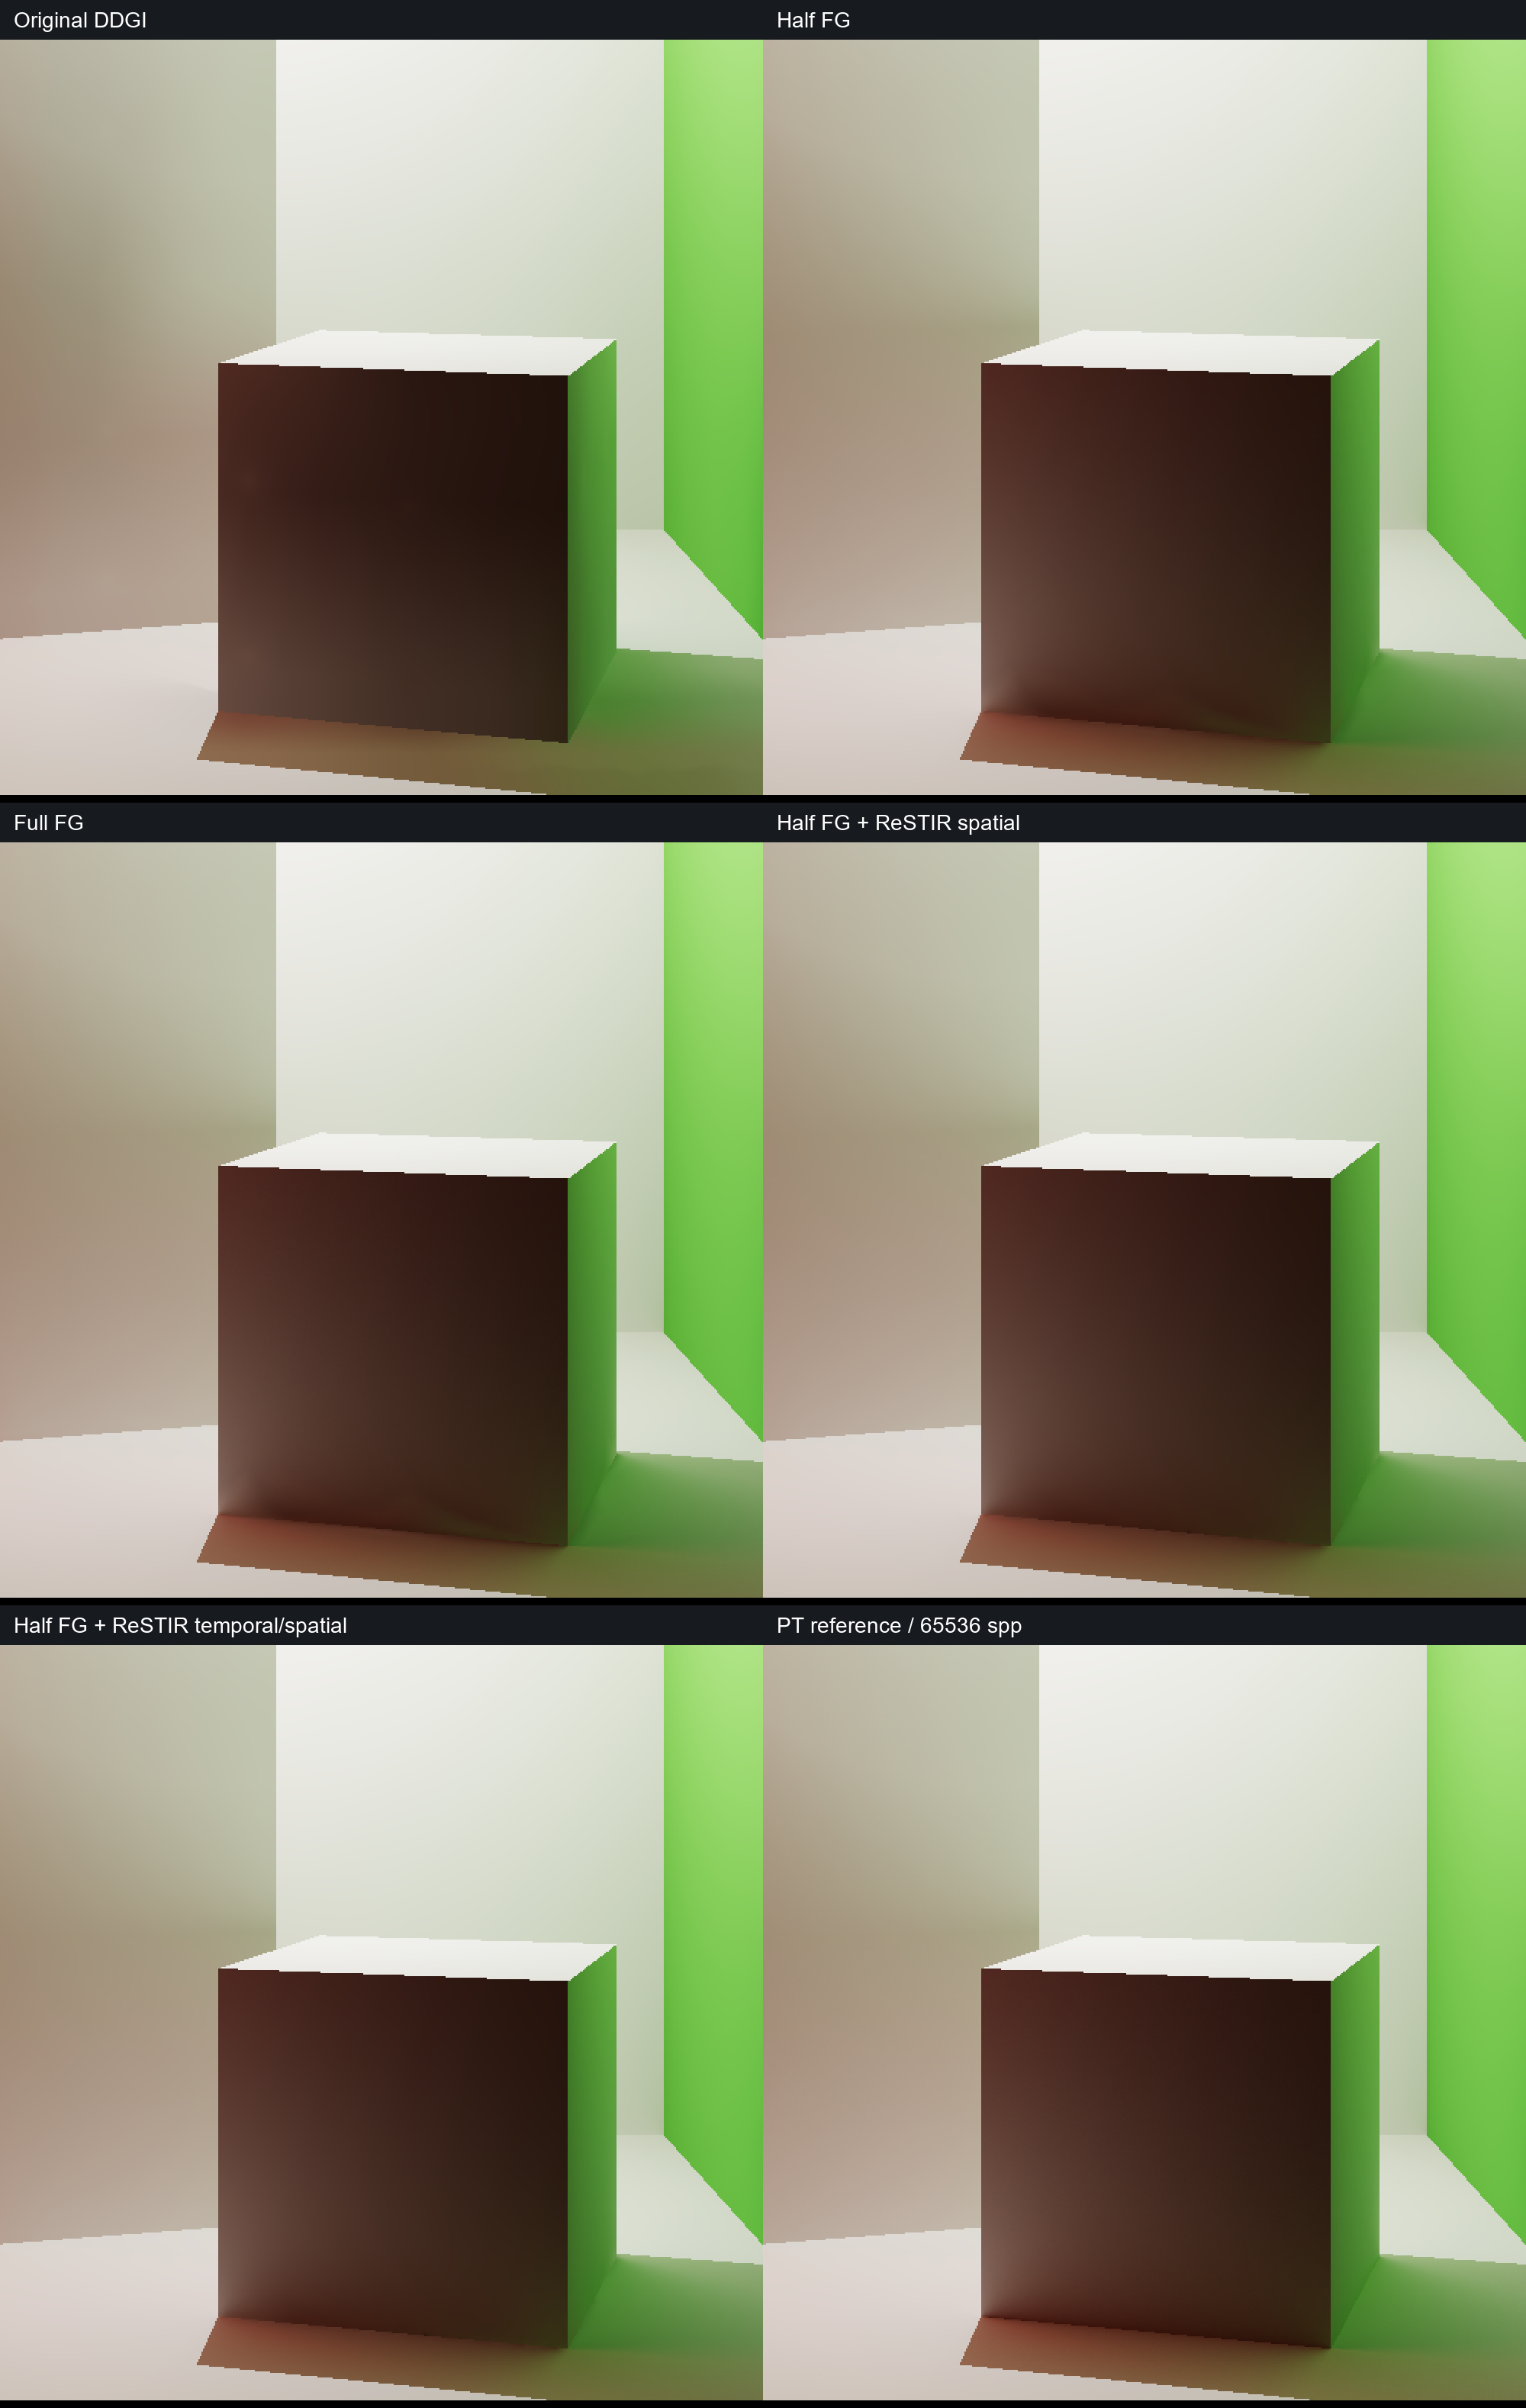 Original DDGI
Half FG
Full FG
Half FG + ReSTIR spatial
Half FG + ReSTIR temporal/spatial
PT reference / 65536 spp